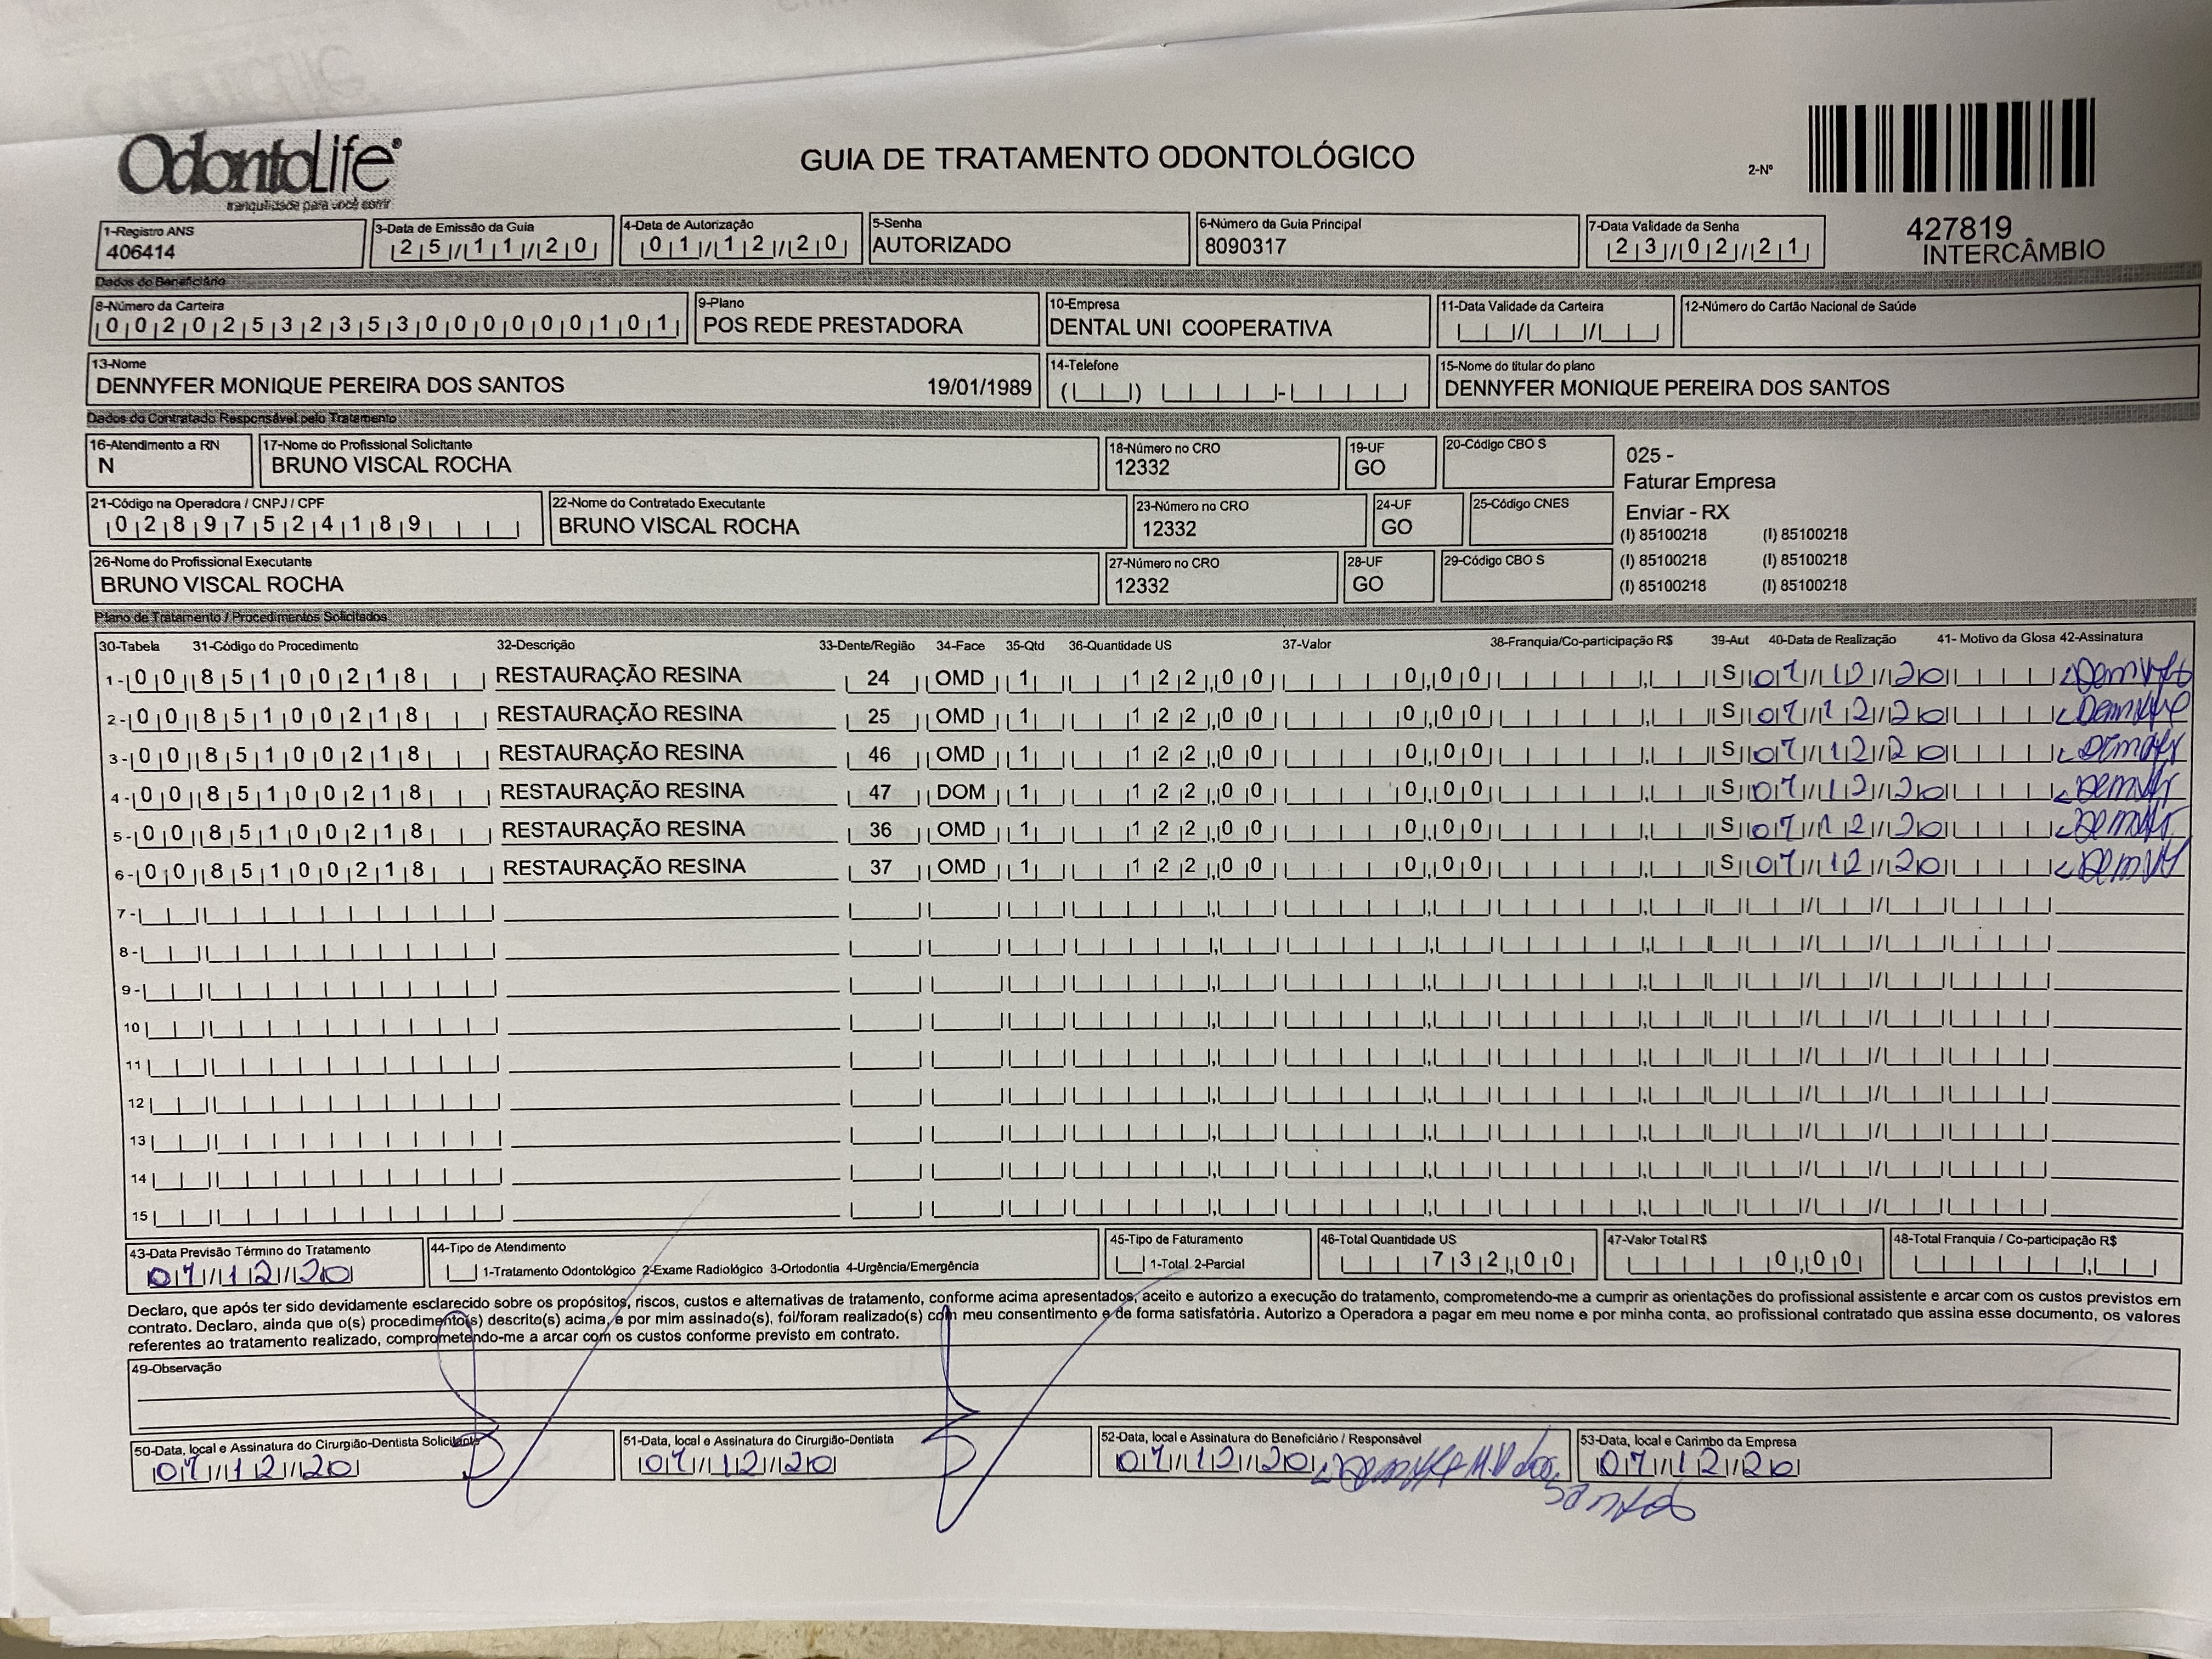 OdontoLife®
tranquilidade para você sorrir
GUIA DE TRATAMENTO ODONTOLÓGICO
2-Nº
427819
INTERCÂMBIO
1-Registro ANS
406414
3-Data de Emissão da Guia
25/11/20
4-Data de Autorização
01/12/20
5-Senha
AUTORIZADO
6-Número da Guia Principal
8090317
7-Data Validade da Senha
23/02/21
Dados do Beneficiário
8-Número da Carteira
00202532353000000101
9-Plano
POS REDE PRESTADORA
10-Empresa
DENTAL UNI COOPERATIVA
11-Data Validade da Carteira
12-Número do Cartão Nacional de Saúde
13-Nome
DENNYFER MONIQUE PEREIRA DOS SANTOS 19/01/1989
14-Telefone
15-Nome do titular do plano
DENNYFER MONIQUE PEREIRA DOS SANTOS
Dados do Contratado Responsável pelo Tratamento
16-Atendimento a RN
N
17-Nome do Profissional Solicitante
BRUNO VISCAL ROCHA
18-Número no CRO
12332
19-UF
GO
20-Código CBO S
025 -
Faturar Empresa
Enviar - RX
(I) 85100218 (I) 85100218
(I) 85100218 (I) 85100218
(I) 85100218 (I) 85100218
21-Código na Operadora / CNPJ / CPF
02897524189
22-Nome do Contratado Executante
BRUNO VISCAL ROCHA
23-Número no CRO
12332
24-UF
GO
25-Código CNES
26-Nome do Profissional Executante
BRUNO VISCAL ROCHA
27-Número no CRO
12332
28-UF
GO
29-Código CBO S
Plano de Tratamento / Procedimentos Solicitados
30-Tabela 31-Código do Procedimento 32-Descrição 33-Dente/Região 34-Face 35-Qtd 36-Quantidade US 37-Valor 38-Franquia/Co-participação R$ 39-Aut 40-Data de Realização 41- Motivo da Glosa 42-Assinatura
1- 00 85100218 RESTAURAÇÃO RESINA 24 OMD 1 122,00 0,00 S 07/12/20
2- 00 85100218 RESTAURAÇÃO RESINA 25 OMD 1 122,00 0,00 S 07/12/20
3- 00 85100218 RESTAURAÇÃO RESINA 46 OMD 1 122,00 0,00 S 07/12/20
4- 00 85100218 RESTAURAÇÃO RESINA 47 DOM 1 122,00 0,00 S 07/12/20
5- 00 85100218 RESTAURAÇÃO RESINA 36 OMD 1 122,00 0,00 S 07/12/20
6- 00 85100218 RESTAURAÇÃO RESINA 37 OMD 1 122,00 0,00 S 07/12/20
7-
8-
9-
10
11
12
13
14
15
43-Data Previsão Término do Tratamento
07/12/20
44-Tipo de Atendimento
1-Tratamento Odontológico 2-Exame Radiológico 3-Ortodontia 4-Urgência/Emergência
45-Tipo de Faturamento
1-Total 2-Parcial
46-Total Quantidade US
732,00
47-Valor Total R$
0,00
48-Total Franquia / Co-participação R$
Declaro, que após ter sido devidamente esclarecido sobre os propósitos, riscos, custos e alternativas de tratamento, conforme acima apresentados, aceito e autorizo a execução do tratamento, comprometendo-me a cumprir as orientações do profissional assistente e arcar com os custos previstos em
contrato. Declaro, ainda que o(s) procedimento(s) descrito(s) acima, e por mim assinado(s), foi/foram realizado(s) com meu consentimento e de forma satisfatória. Autorizo a Operadora a pagar em meu nome e por minha conta, ao profissional contratado que assina esse documento, os valores
referentes ao tratamento realizado, comprometendo-me a arcar com os custos conforme previsto em contrato.
49-Observação
50-Data, local e Assinatura do Cirurgião-Dentista Solicitante
07/12/20
51-Data, local e Assinatura do Cirurgião-Dentista
07/12/20
52-Data, local e Assinatura do Beneficiário / Responsável
07/12/20
Santos
53-Data, local e Carimbo da Empresa
07/12/20